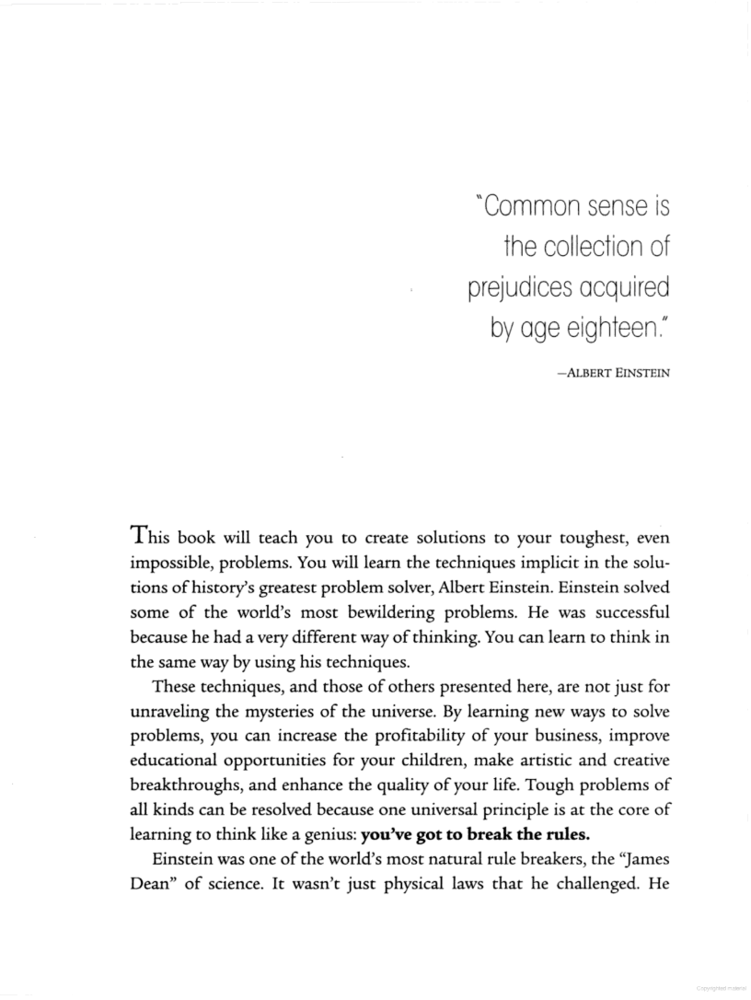 “Common sense is
the collection of
prejudices acquired
by age eighteen.”
—ALBERT EINSTEIN
This book will teach you to create solutions to your toughest, even
impossible, problems. You will learn the techniques implicit in the solu-
tions of history’s greatest problem solver, Albert Einstein. Einstein solved
some of the world’s most bewildering problems. He was successful
because he had a very different way of thinking. You can learn to think in
the same way by using his techniques.
These techniques, and those of others presented here, are not just for
unraveling the mysteries of the universe. By learning new ways to solve
problems, you can increase the profitability of your business, improve
educational opportunities for your children, make artistic and creative
breakthroughs, and enhance the quality of your life. Tough problems of
all kinds can be resolved because one universal principle is at the core of
learning to think like a genius: you’ve got to break the rules.
Einstein was one of the world’s most natural rule breakers, the “James
Dean” of science. It wasn’t just physical laws that he challenged. He
Copyrighted material